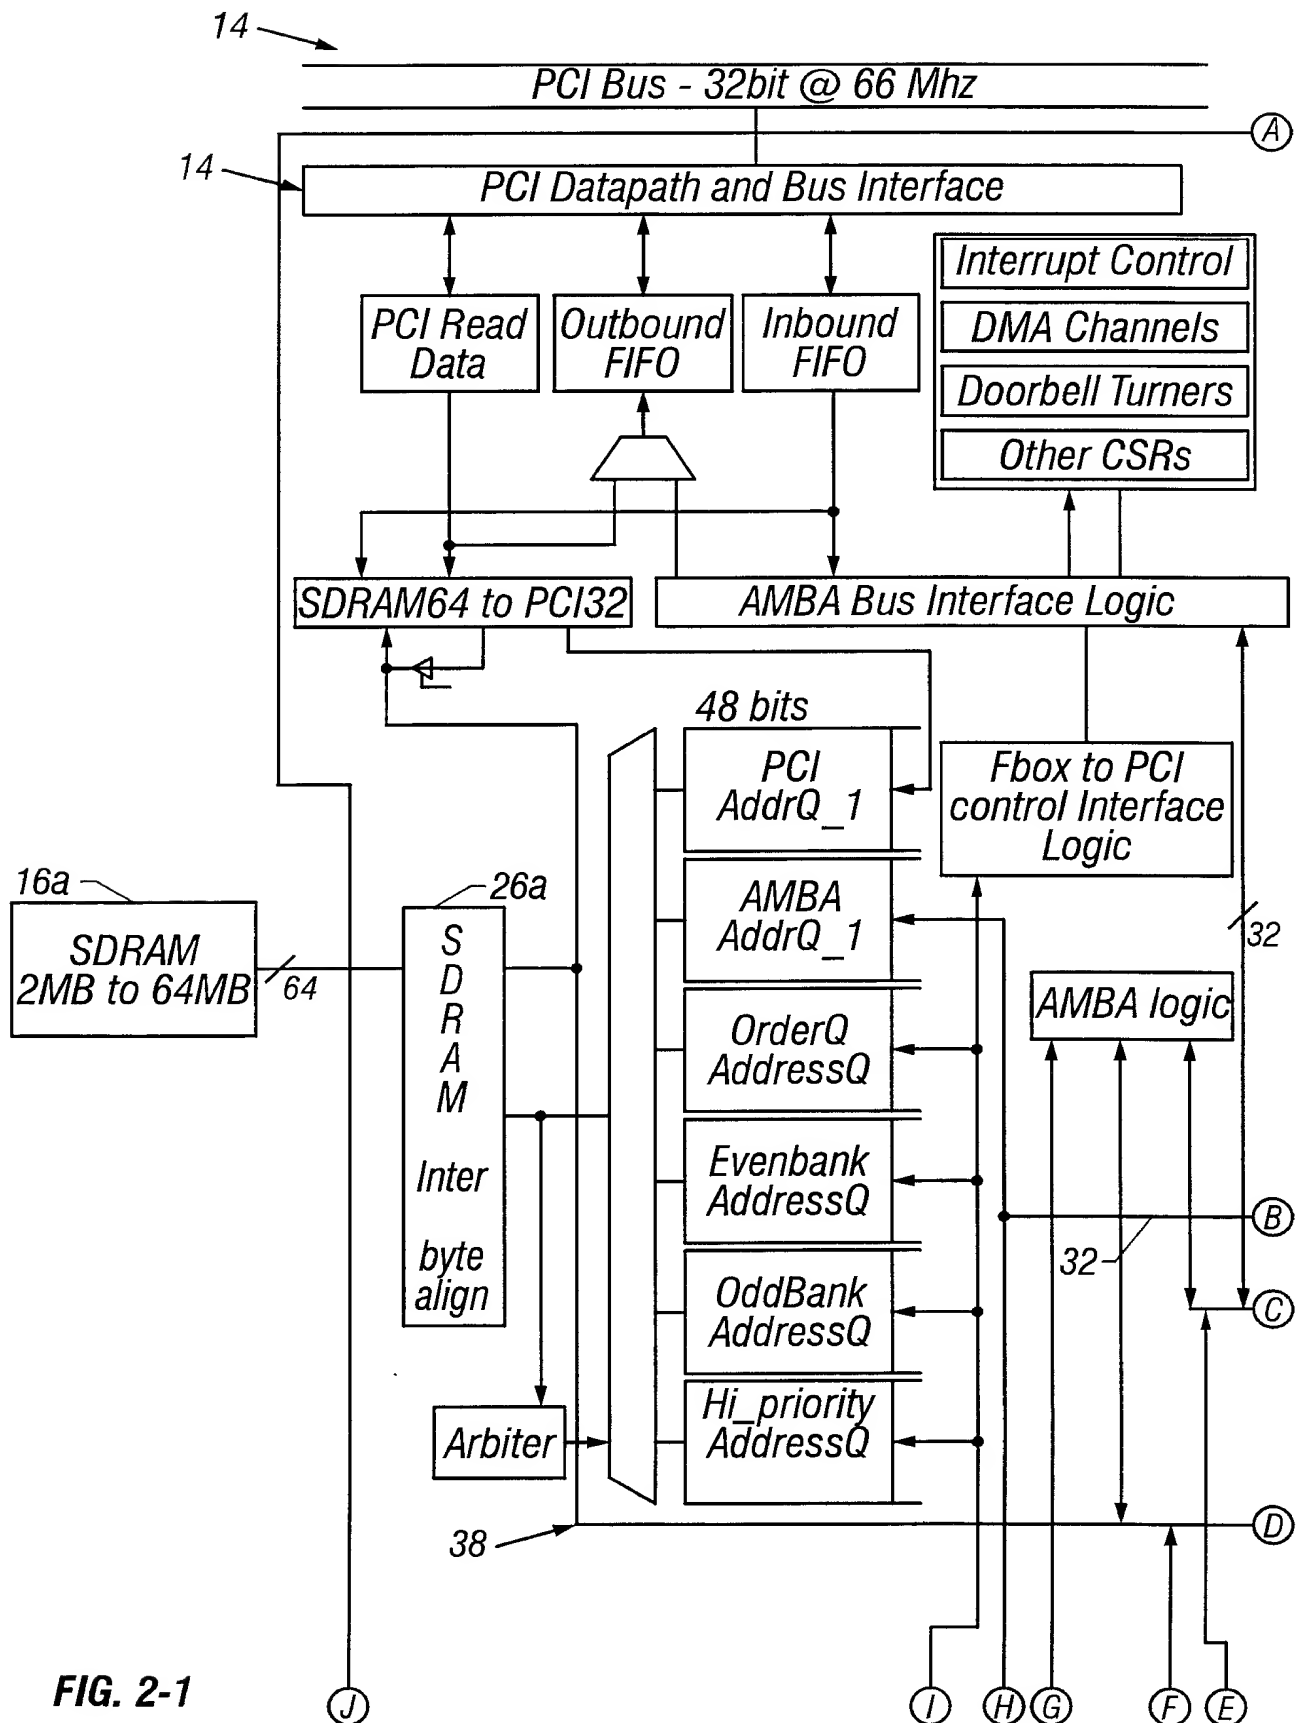 14
PCI Bus - 32bit @ 66 Mhz
A
14
PCI Datapath and Bus Interface
Interrupt Control
DMA Channels
Doorbell Turners
Other CSRs
PCI Read
Data
Outbound
FIFO
Inbound
FIFO
SDRAM64 to PCI32
AMBA Bus Interface Logic
48 bits
PCI
AddrQ_1
Fbox to PCI
control Interface
Logic
16a
SDRAM
2MB to 64MB
64
26a
SDRAM
Inter
byte
align
AMBA
AddrQ_1
32
AMBA logic
OrderQ
AddressQ
Evenbank
AddressQ
B
32
OddBank
AddressQ
C
Hi_priority
AddressQ
Arbiter
38
D
FIG. 2-1
J
I
H
G
F
E